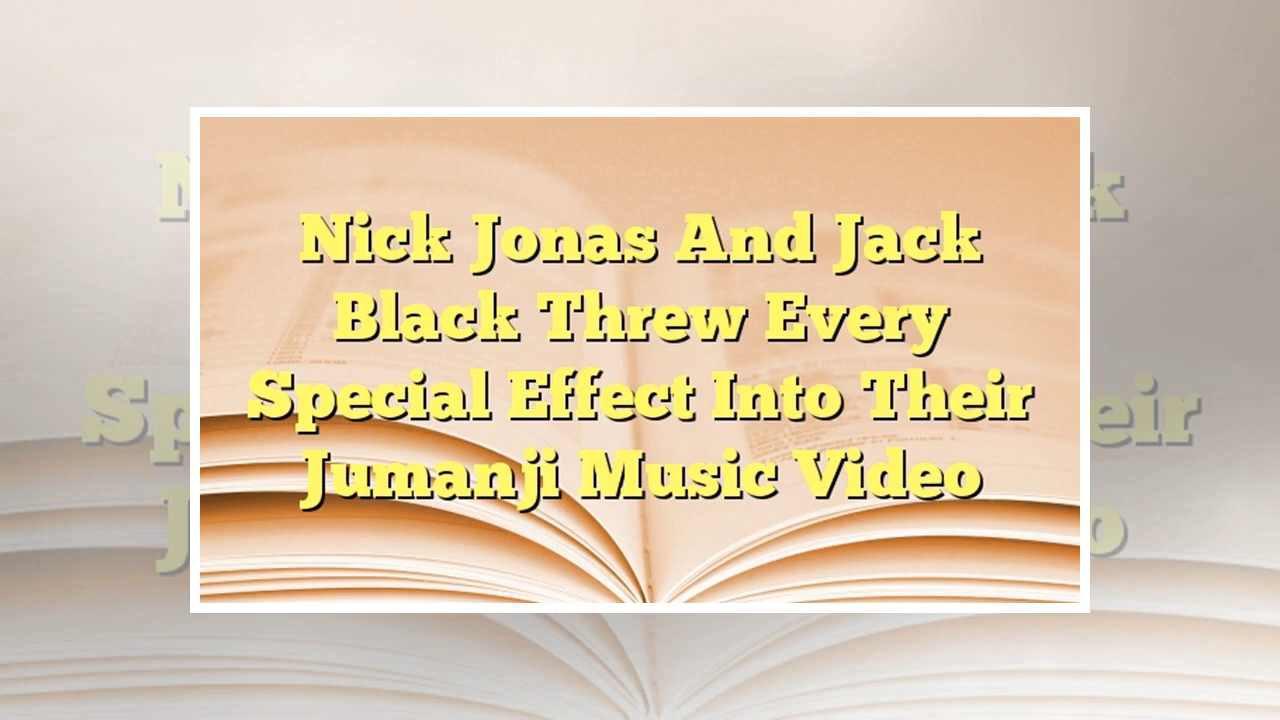 Nick Jonas And Jack
Black Threw Every
Special Effect Into Their
Jumanji Music Video